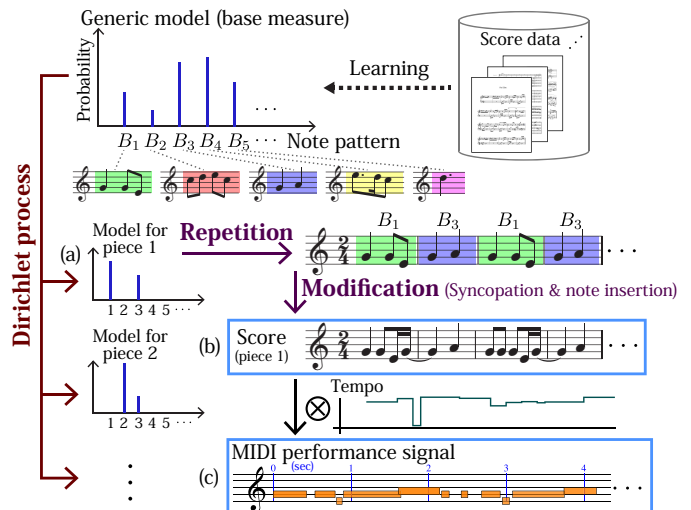 Generic model (base measure)
Score data
Probability
Learning
B1 B2 B3 B4 B5 ...
Note pattern
Dirichlet process
(a)
Model for
piece 1
1 2 3 4 5 ...
Repetition
B1 B3 B1 B3
2
4
...
Modification (Syncopation & note insertion)
Model for
piece 2
1 2 3 4 5 ...
(b)
Score
(piece 1)
2
4
...
Tempo
(c)
MIDI performance signal
0 (sec) 1 2 3 4
...